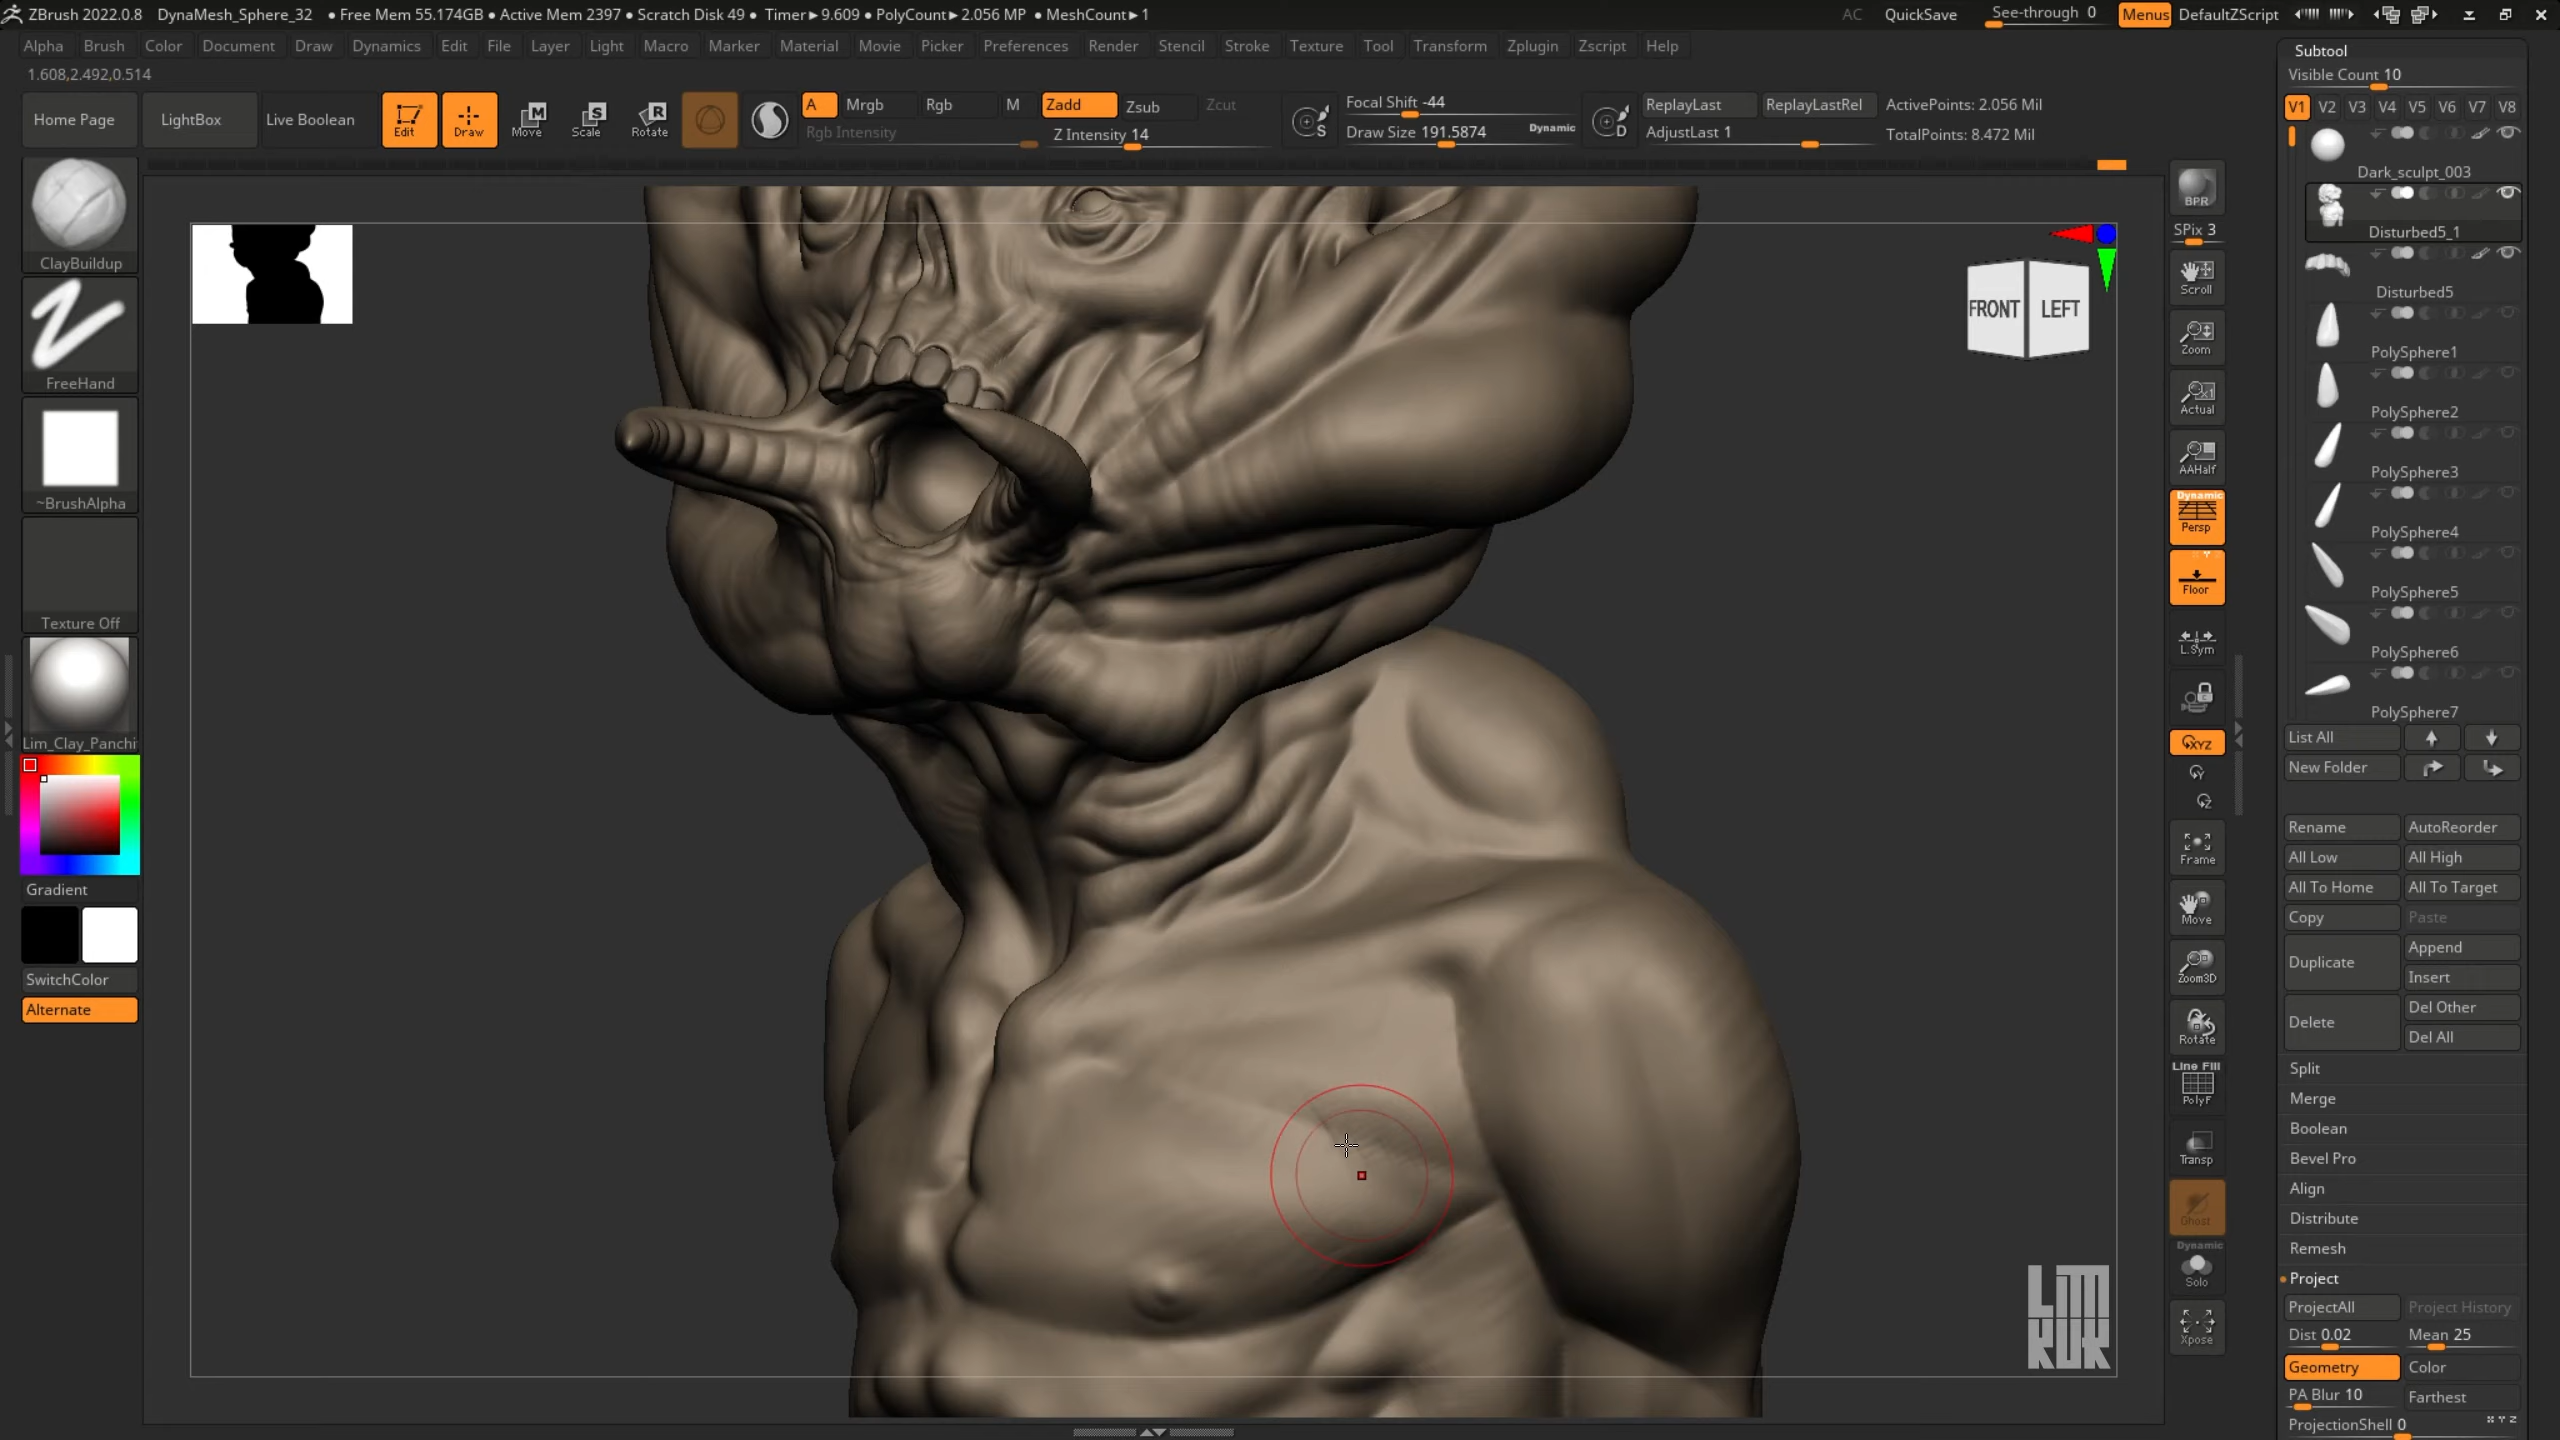 ZBrush 2022.0.8 DynaMesh_Sphere_32 • Free Mem 55.174GB • Active Mem 2397 • Scratch Disk 49 • Timer►9.609 • PolyCount►2.056 MP • MeshCount►1 AC QuickSave See-through 0 Menus DefaultZScript
Alpha Brush Color Document Draw Dynamics Edit File Layer Light Macro Marker Material Movie Picker Preferences Render Stencil Stroke Texture Tool Transform Zplugin Zscript Help
1.608,2.492,0.514
Home Page LightBox Live Boolean Edit Draw Move Scale Rotate
A Mrgb Rgb M Zadd Zsub Zcut
Rgb Intensity Z Intensity 14
S Focal Shift -44
Draw Size 191.5874 Dynamic
D ReplayLast ReplayLastRel ActivePoints: 2.056 Mil
AdjustLast 1 TotalPoints: 8.472 Mil
ClayBuildup
FreeHand
~BrushAlpha
Texture Off
Lim_Clay_Panchi
Gradient
SwitchColor
Alternate
FRONT LEFT
LIM
KUK
BPR
SPix 3
Scroll
Zoom
Actual
AAHalf
Dynamic
Persp
Floor
L.Sym
XYZ
Y
Z
Frame
Move
Zoom3D
Rotate
Line Fill
PolyF
Transp
Ghost
Dynamic
Solo
Xpose
Subtool
Visible Count 10
V1 V2 V3 V4 V5 V6 V7 V8
Dark_sculpt_003
Disturbed5_1
Disturbed5
PolySphere1
PolySphere2
PolySphere3
PolySphere4
PolySphere5
PolySphere6
PolySphere7
List All
New Folder
Rename AutoReorder
All Low All High
All To Home All To Target
Copy Paste
Duplicate Append
Insert
Delete Del Other
Del All
Split
Merge
Boolean
Bevel Pro
Align
Distribute
Remesh
Project
ProjectAll Project History
Dist 0.02 Mean 25
Geometry Color
PA Blur 10 Farthest
ProjectionShell 0 X Y Z